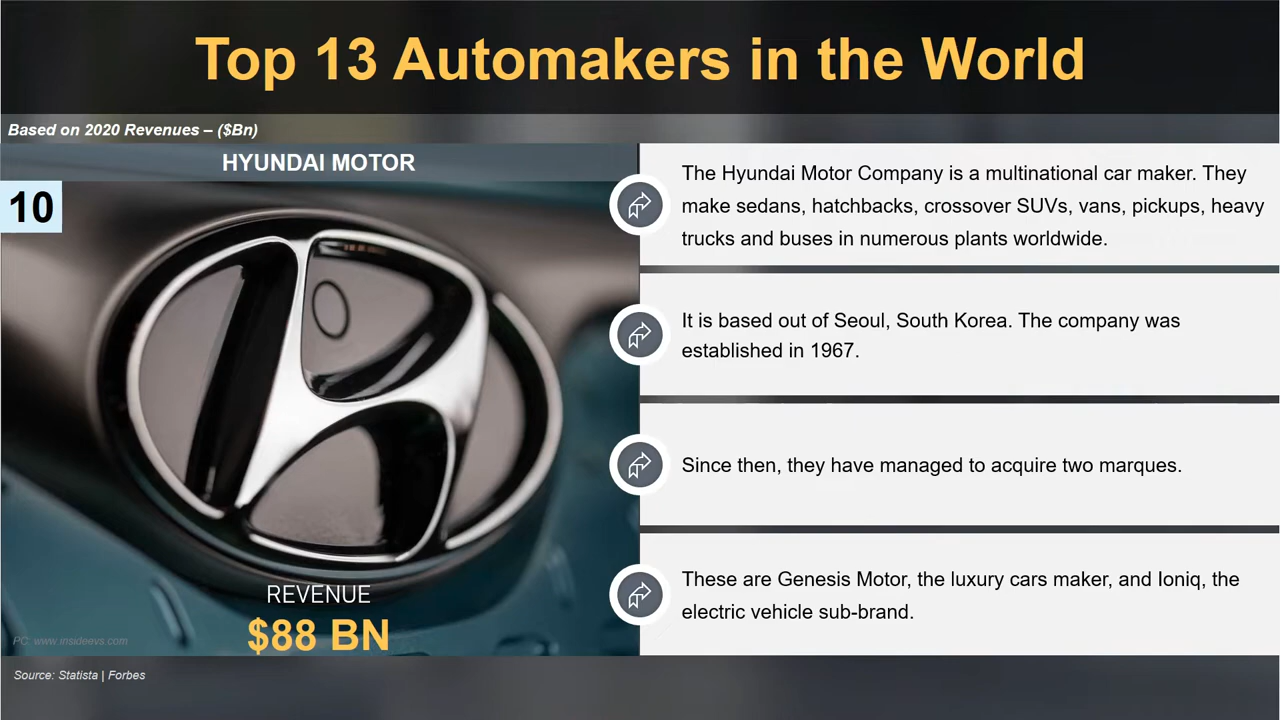 Top 13 Automakers in the World
Based on 2020 Revenues – ($Bn)
HYUNDAI MOTOR
10
REVENUE
$88 BN
PC: www.insideevs.com
The Hyundai Motor Company is a multinational car maker. They
make sedans, hatchbacks, crossover SUVs, vans, pickups, heavy
trucks and buses in numerous plants worldwide.
It is based out of Seoul, South Korea. The company was
established in 1967.
Since then, they have managed to acquire two marques.
These are Genesis Motor, the luxury cars maker, and Ioniq, the
electric vehicle sub-brand.
Source: Statista | Forbes